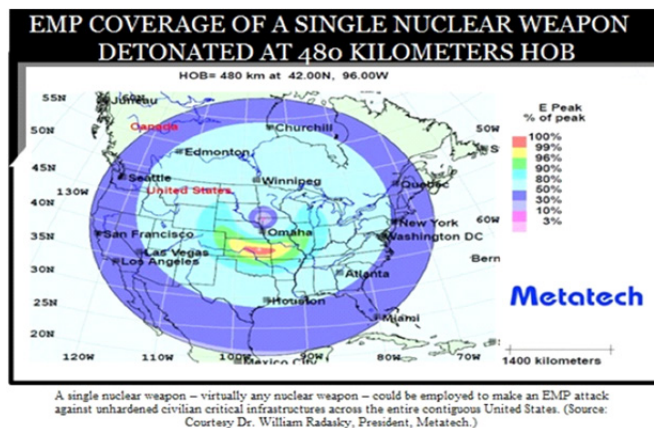 EMP COVERAGE OF A SINGLE NUCLEAR WEAPON
DETONATED AT 480 KILOMETERS HOB
HOB= 480 km at 42.00N, 96.00W
55N
Juneau
50N
Canada
Churchill
50W
E Peak
% of peak
100%
99%
96%
90%
80%
50%
30%
10%
3%
Edmonton
45N
Seattle
Winnipeg
Quebec
130W
United States
40N
New York
60W
Omaha
Washington DC
35N
San Francisco
Bern
Las Vegas
30N
Los Angeles
Atlanta
Metatech
25N
Houston
Miami
20N
120W
110W
100W
90W
80W
70W
Mexico City
1400 kilometers
A single nuclear weapon – virtually any nuclear weapon – could be employed to make an EMP attack
against unhardened civilian critical infrastructures across the entire contiguous United States. (Source:
Courtesy Dr. William Radasky, President, Metatech.)